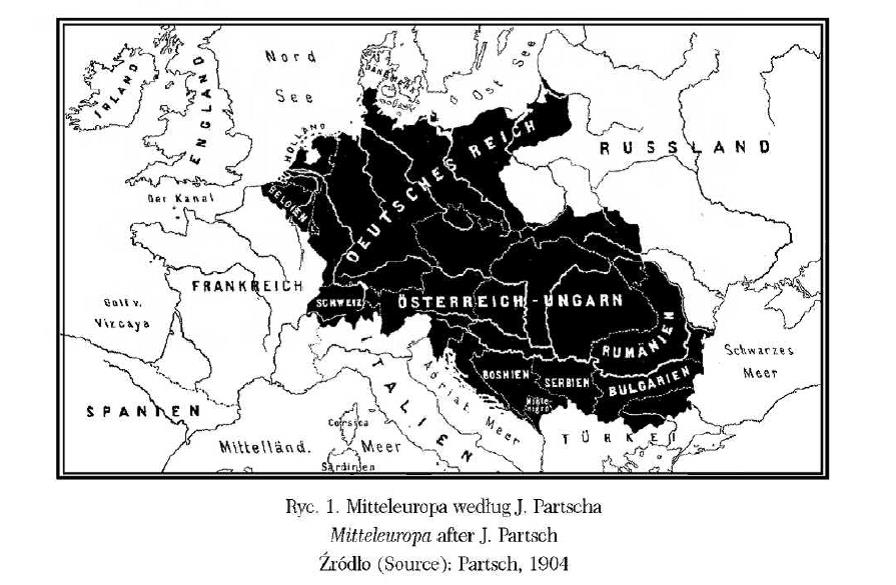 Nord
See
IRLAND
ENGLAND
DÄNEMARK
Ost See
HOLLAND
BELGIEN
DEUTSCHES REICH
RUSSLAND
Der Kanal
FRANKREICH
SCHWEIZ
ÖSTERREICH-UNGARN
Golf v.
Vizcaya
RUMÄNIEN
Schwarzes
Meer
BOSNIEN
SERBIEN
BULGARIEN
ITALIEN
Adriat. Meer
SPANIEN
Corsica
TÜRKEI
Mittelländ. Meer
Sardinien
Ryc. 1. Mitteleuropa według J. Partscha
Mitteleuropa after J. Partsch
Źródło (Source): Partsch, 1904